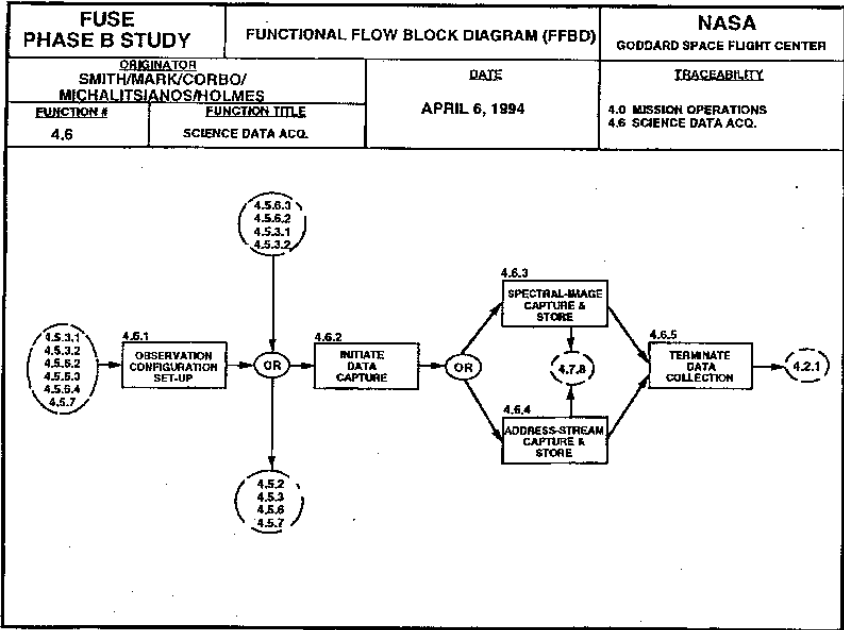 FUSE
PHASE B STUDY
FUNCTIONAL FLOW BLOCK DIAGRAM (FFBD)
NASA
GODDARD SPACE FLIGHT CENTER
ORIGINATOR
SMITH/MARK/CORBO/
MICHALITSIANOS/HOLMES
DATE
APRIL 6, 1994
TRACEABILITY
4.0 MISSION OPERATIONS
4.6 SCIENCE DATA ACQ.
FUNCTION #
4.6
FUNCTION TITLE
SCIENCE DATA ACQ.
4.5.6.3
4.5.6.2
4.5.3.1
4.5.3.2
4.5.3.1
4.5.3.2
4.5.6.2
4.5.6.3
4.5.6.4
4.5.7
4.6.1
OBSERVATION
CONFIGURATION
SET-UP
OR
4.6.2
INITIATE
DATA
CAPTURE
OR
4.6.3
SPECTRAL-IMAGE
CAPTURE &
STORE
4.7.8
4.6.4
ADDRESS-STREAM
CAPTURE &
STORE
4.6.5
TERMINATE
DATA
COLLECTION
4.2.1
4.5.2
4.5.3
4.5.6
4.5.7